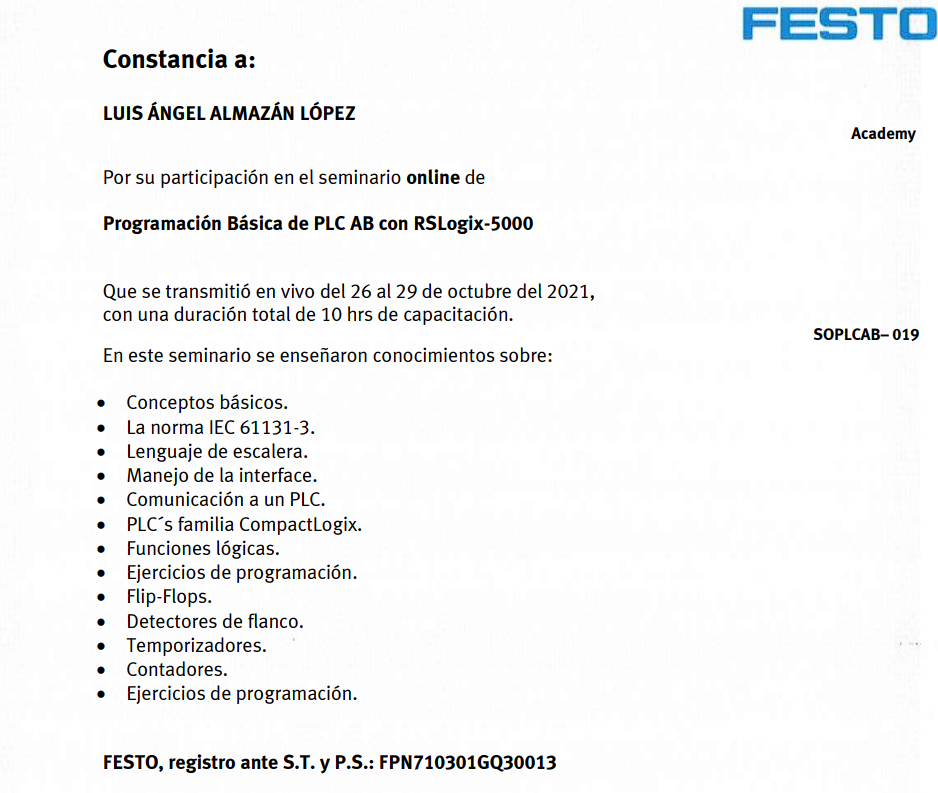 FESTO
Constancia a:
LUIS ÁNGEL ALMAZÁN LÓPEZ
Academy
Por su participación en el seminario online de
Programación Básica de PLC AB con RSLogix-5000
Que se transmitió en vivo del 26 al 29 de octubre del 2021,
con una duración total de 10 hrs de capacitación.
SOPLCAB– 019
En este seminario se enseñaron conocimientos sobre:
• Conceptos básicos.
• La norma IEC 61131-3.
• Lenguaje de escalera.
• Manejo de la interface.
• Comunicación a un PLC.
• PLC´s familia CompactLogix.
• Funciones lógicas.
• Ejercicios de programación.
• Flip-Flops.
• Detectores de flanco.
• Temporizadores.
• Contadores.
• Ejercicios de programación.
FESTO, registro ante S.T. y P.S.: FPN710301GQ30013